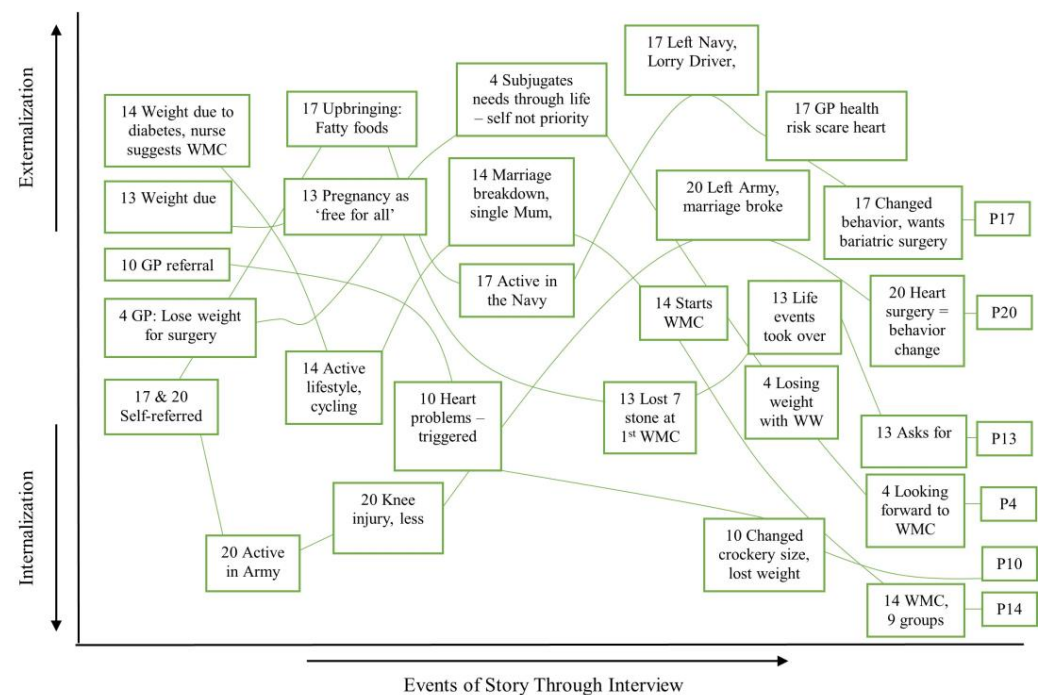 Externalization
Internalization
17 Left Navy,
Lorry Driver,
4 Subjugates
needs through life
– self not priority
14 Weight due to
diabetes, nurse
suggests WMC
17 Upbringing:
Fatty foods
17 GP health
risk scare heart
14 Marriage
breakdown,
single Mum,
20 Left Army,
marriage broke
13 Weight due
13 Pregnancy as
‘free for all’
17 Changed
behavior, wants
bariatric surgery
P17
10 GP referral
17 Active in
the Navy
14 Starts
WMC
13 Life
events
took over
20 Heart
surgery =
behavior
change
P20
4 GP: Lose weight
for surgery
14 Active
lifestyle,
cycling
17 & 20
Self-referred
10 Heart
problems –
triggered
13 Lost 7
stone at
1st WMC
4 Losing
weight
with WW
13 Asks for
P13
20 Knee
injury, less
4 Looking
forward to
WMC
P4
20 Active
in Army
10 Changed
crockery size,
lost weight
P10
14 WMC,
9 groups
P14
Events of Story Through Interview